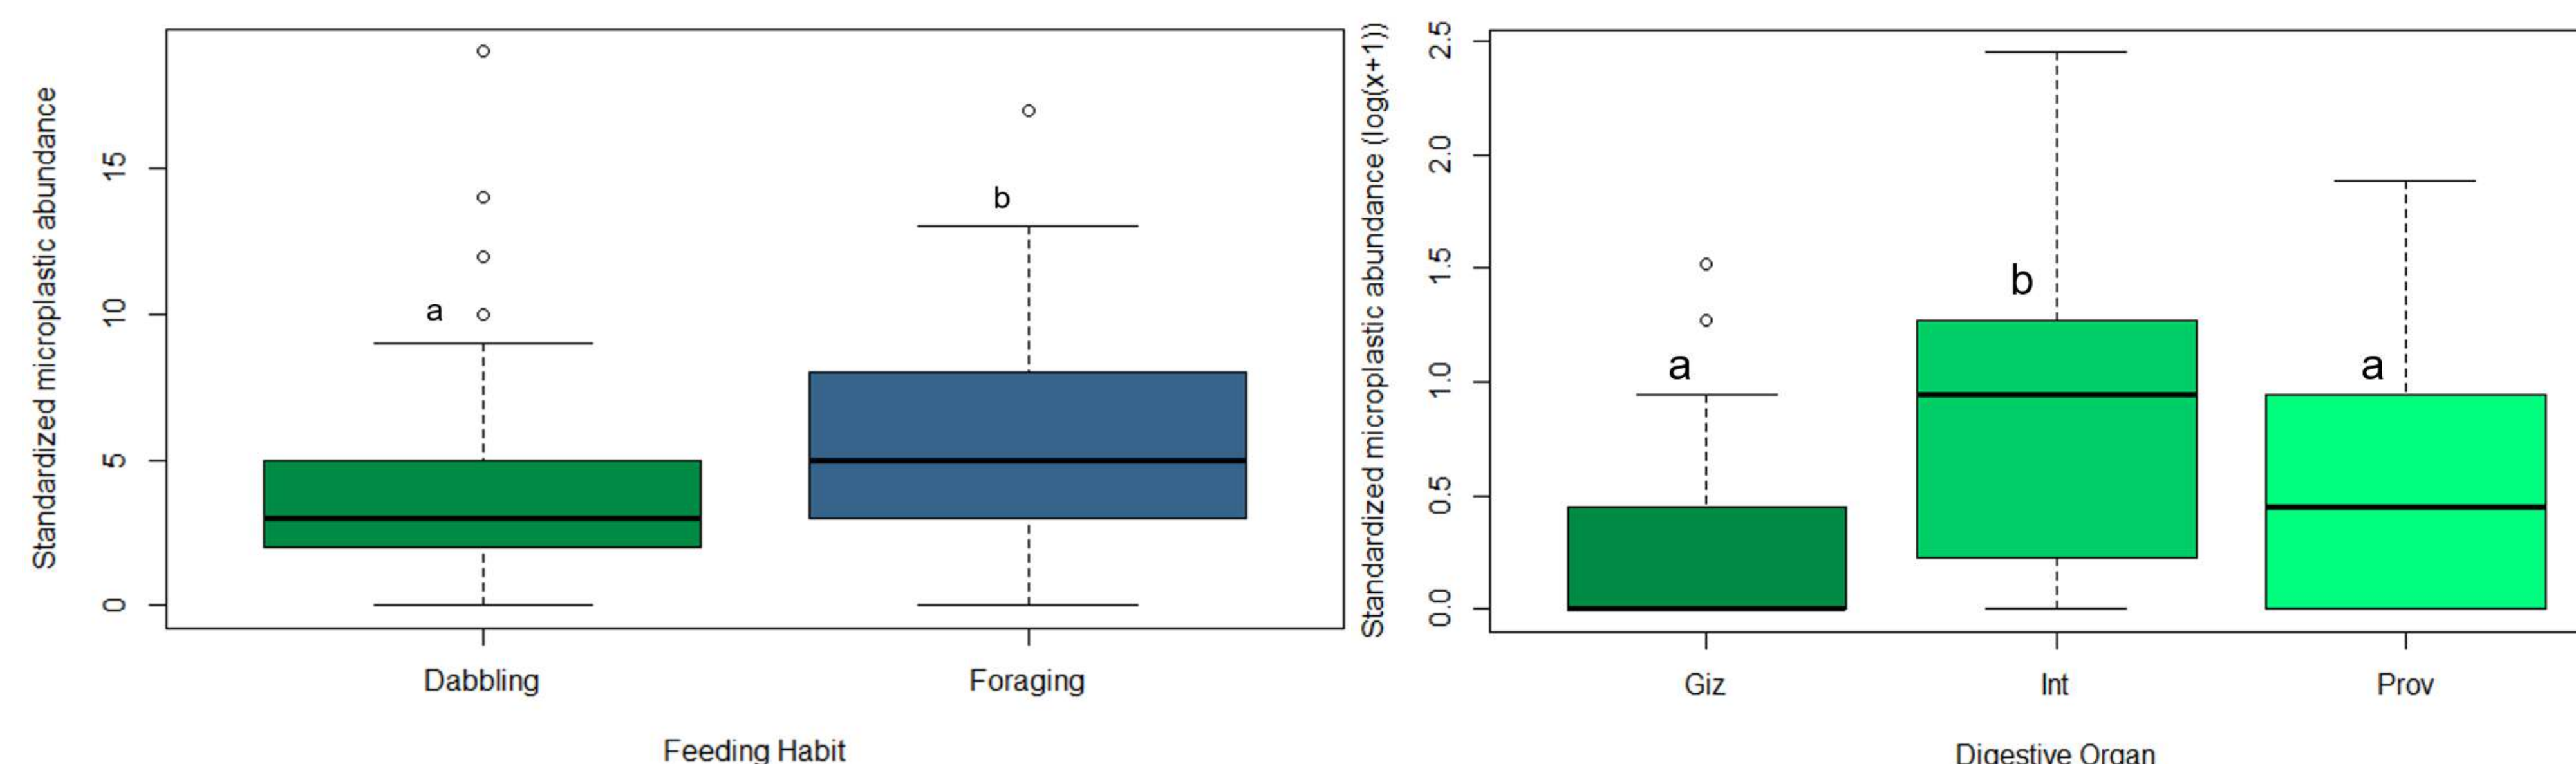 Standardized microplastic abundance
15
10
5
0
a
b
Dabbling
Foraging
Feeding Habit
Standardized microplastic abundance (log(x+1))
2.5
2.0
1.5
1.0
0.5
0.0
a
b
a
Giz
Int
Prov
Digestive Organ